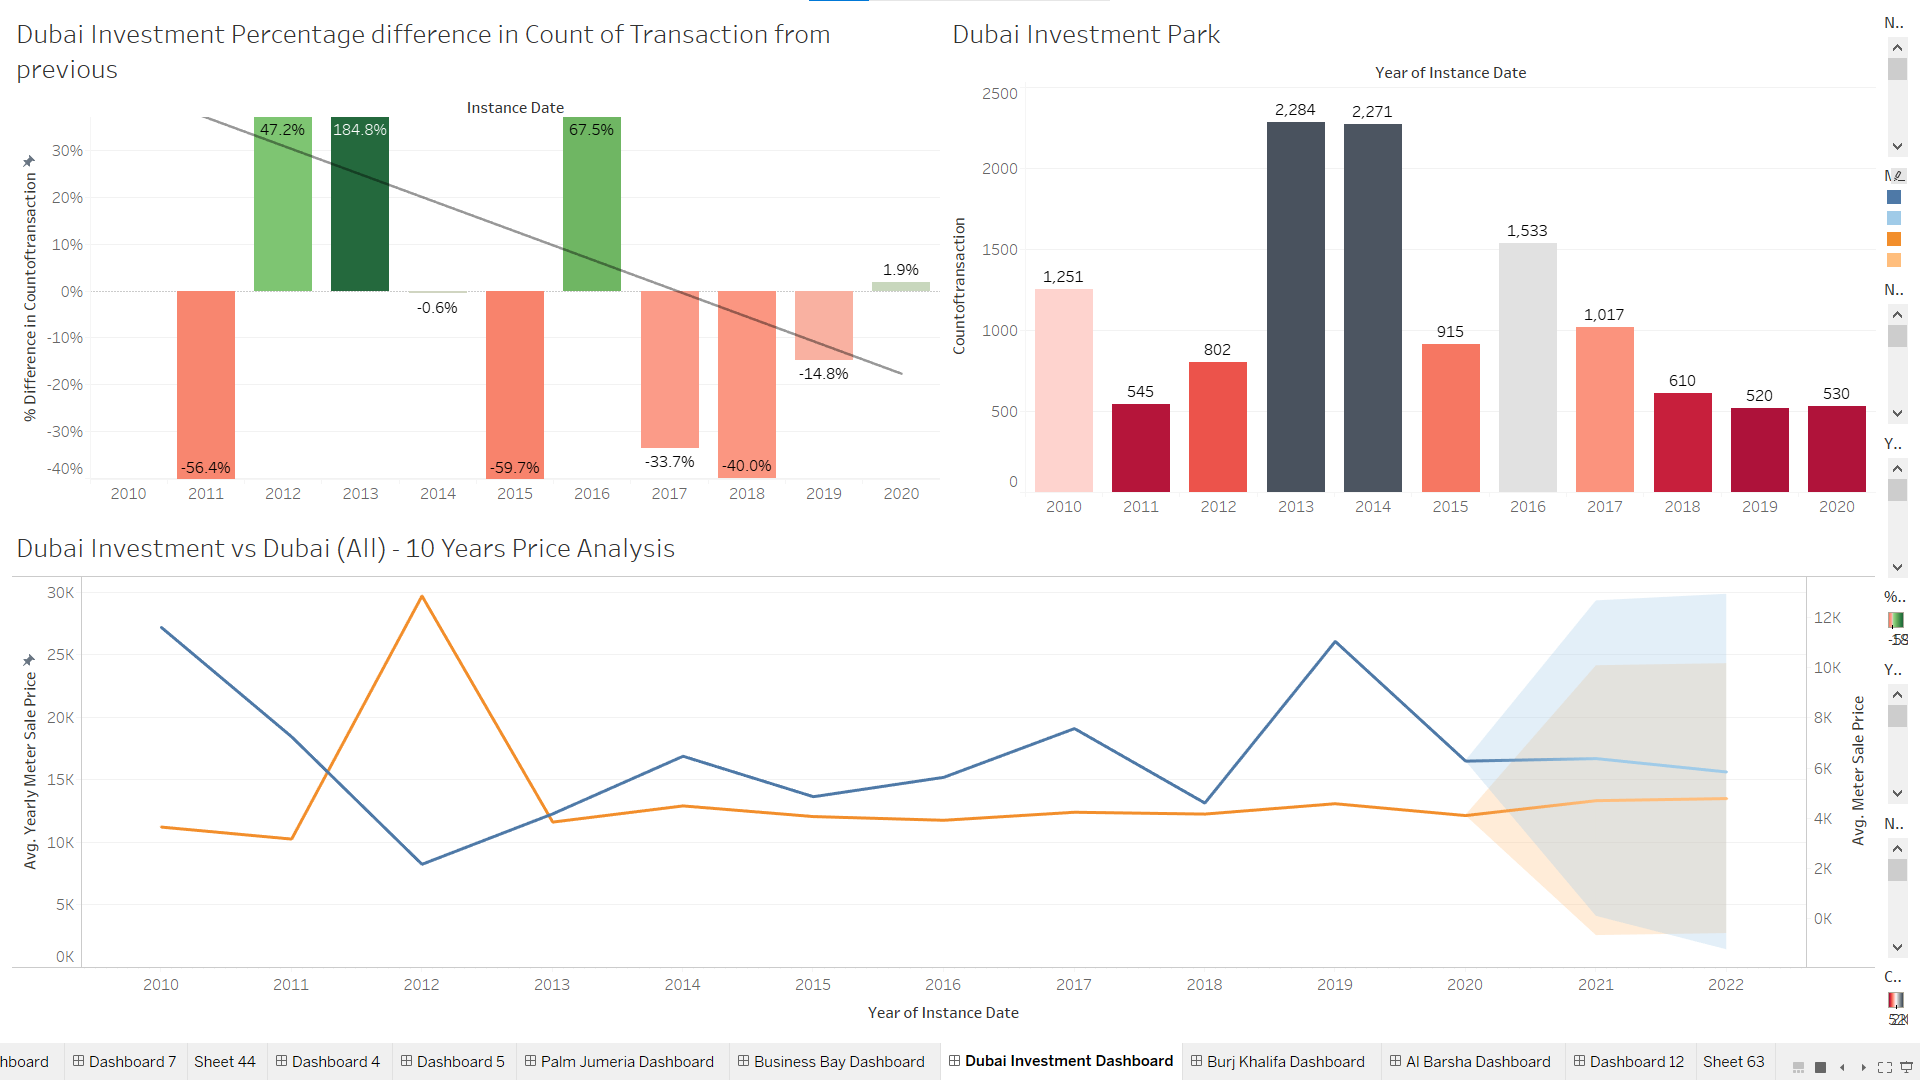 Dubai Investment Percentage difference in Count of Transaction from
previous
Instance Date
% Difference in Countoftransaction
30%
20%
10%
0%
-10%
-20%
-30%
-40%
47.2%
184.8%
67.5%
-0.6%
1.9%
-14.8%
-56.4%
-59.7%
-33.7%
-40.0%
2010 2011 2012 2013 2014 2015 2016 2017 2018 2019 2020
Dubai Investment Park
Year of Instance Date
Countoftransaction
2500
2000
1500
1000
500
0
1,251
545
802
2,284
2,271
915
1,533
1,017
610
520
530
2010 2011 2012 2013 2014 2015 2016 2017 2018 2019 2020
Dubai Investment vs Dubai (All) - 10 Years Price Analysis
Avg. Yearly Meter Sale Price
30K
25K
20K
15K
10K
5K
0K
12K
10K
8K
6K
4K
2K
0K
Avg. Meter Sale Price
2010 2011 2012 2013 2014 2015 2016 2017 2018 2019 2020 2021 2022
Year of Instance Date
N..
N..
Y..
%..
Y..
N..
C..
hboard
Dashboard 7
Sheet 44
Dashboard 4
Dashboard 5
Palm Jumeria Dashboard
Business Bay Dashboard
Dubai Investment Dashboard
Burj Khalifa Dashboard
Al Barsha Dashboard
Dashboard 12
Sheet 63